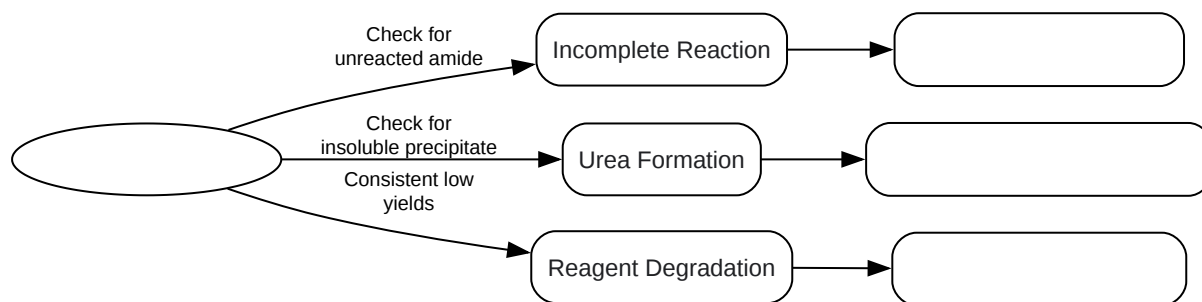 Check for
unreacted amide
Incomplete Reaction
Check for
insoluble precipitate
Urea Formation
Consistent low
yields
Reagent Degradation